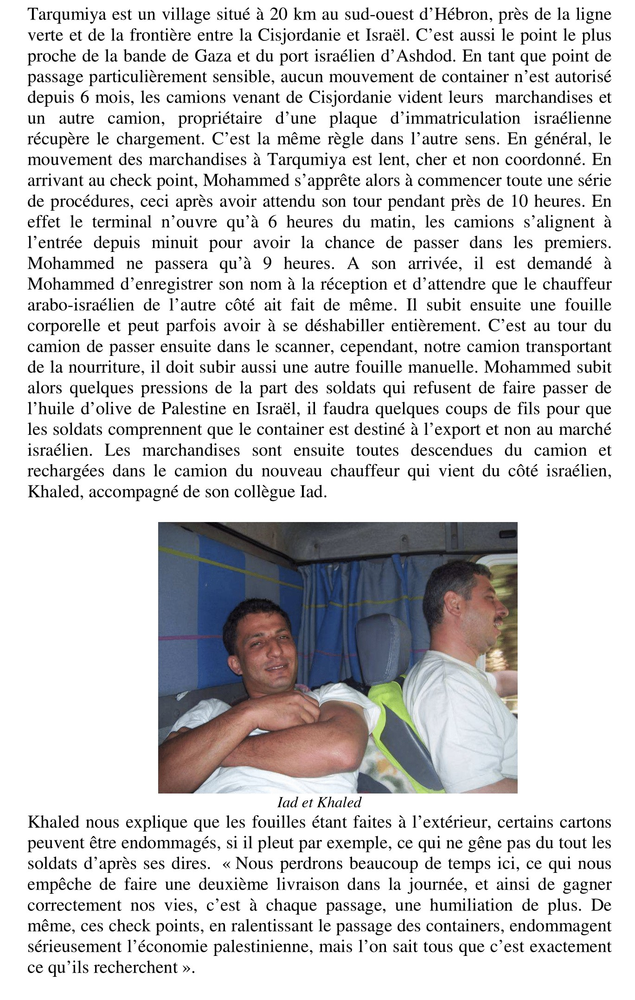 Tarqumiya est un village situé à 20 km au sud-ouest d’Hébron, près de la ligne
verte et de la frontière entre la Cisjordanie et Israël. C’est aussi le point le plus
proche de la bande de Gaza et du port israélien d’Ashdod. En tant que point de
passage particulièrement sensible, aucun mouvement de container n’est autorisé
depuis 6 mois, les camions venant de Cisjordanie vident leurs marchandises et
un autre camion, propriétaire d’une plaque d’immatriculation israélienne
récupère le chargement. C’est la même règle dans l’autre sens. En général, le
mouvement des marchandises à Tarqumiya est lent, cher et non coordonné. En
arrivant au check point, Mohammed s’apprête alors à commencer toute une série
de procédures, ceci après avoir attendu son tour pendant près de 10 heures. En
effet le terminal n’ouvre qu’à 6 heures du matin, les camions s’alignent à
l’entrée depuis minuit pour avoir la chance de passer dans les premiers.
Mohammed ne passera qu’à 9 heures. A son arrivée, il est demandé à
Mohammed d’enregistrer son nom à la réception et d’attendre que le chauffeur
arabo-israélien de l’autre côté ait fait de même. Il subit ensuite une fouille
corporelle et peut parfois avoir à se déshabiller entièrement. C’est au tour du
camion de passer ensuite dans le scanner, cependant, notre camion transportant
de la nourriture, il doit subir aussi une autre fouille manuelle. Mohammed subit
alors quelques pressions de la part des soldats qui refusent de faire passer de
l’huile d’olive de Palestine en Israël, il faudra quelques coups de fils pour que
les soldats comprennent que le container est destiné à l’export et non au marché
israélien. Les marchandises sont ensuite toutes descendues du camion et
rechargées dans le camion du nouveau chauffeur qui vient du côté israélien,
Khaled, accompagné de son collègue Iad.
Iad et Khaled
Khaled nous explique que les fouilles étant faites à l’extérieur, certains cartons
peuvent être endommagés, si il pleut par exemple, ce qui ne gêne pas du tout les
soldats d’après ses dires. « Nous perdrons beaucoup de temps ici, ce qui nous
empêche de faire une deuxième livraison dans la journée, et ainsi de gagner
correctement nos vies, c’est à chaque passage, une humiliation de plus. De
même, ces check points, en ralentissant le passage des containers, endommagent
sérieusement l’économie palestinienne, mais l’on sait tous que c’est exactement
ce qu’ils recherchent ».